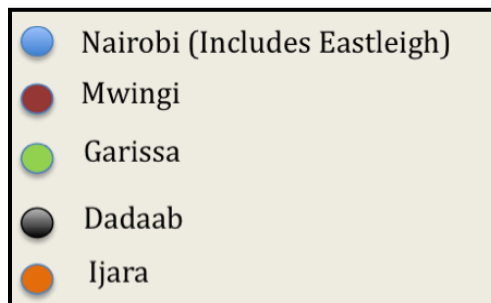 Nairobi (Includes Eastleigh)
Mwingi
Garissa
Dadaab
Ijara